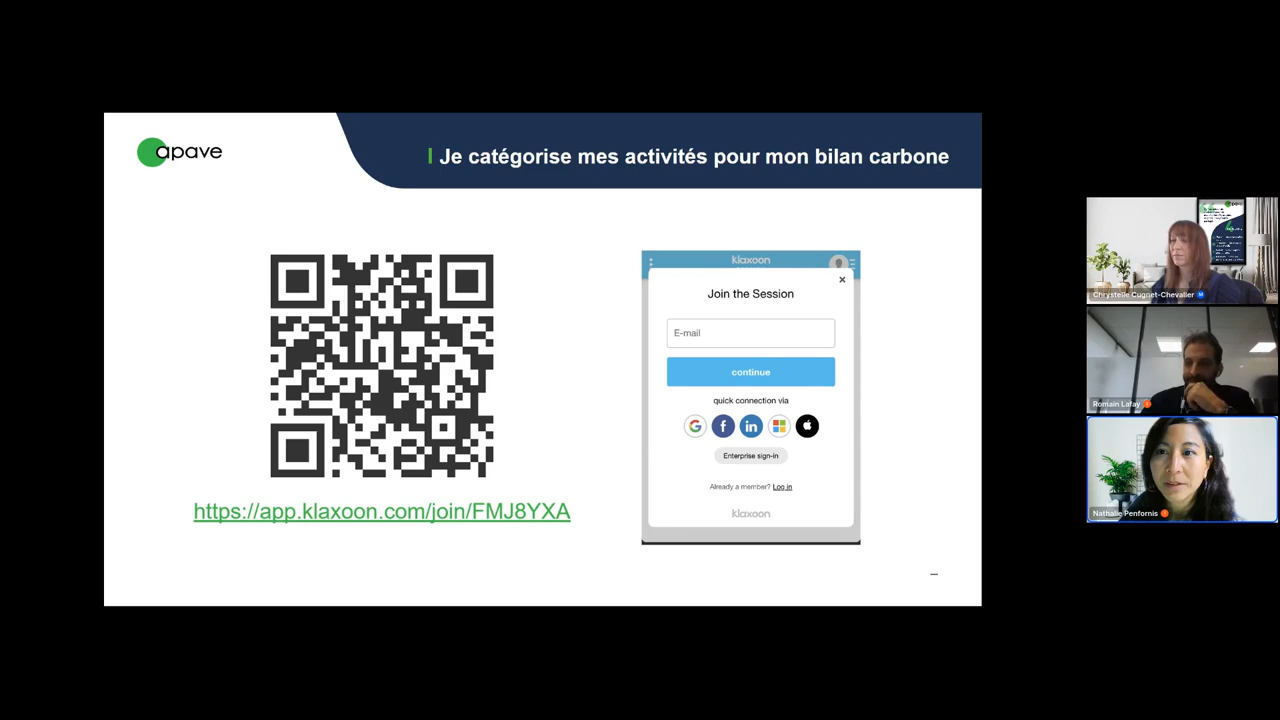 apave
Je catégorise mes activités pour mon bilan carbone
https://app.klaxoon.com/join/FMJ8YXA
klaxoon
Join the Session
E-mail
continue
quick connection via
Enterprise sign-in
Already a member? Log in
klaxoon
Chrystelle Cugnet-Chevalier
Romain Lafay
Nathalie Penfornis